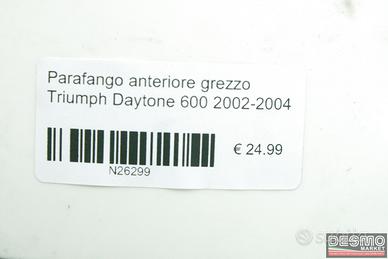 Parafango anteriore grezzo
Triumph Daytone 600 2002-2004
€ 24.99
N26299
DESMO
MARKET